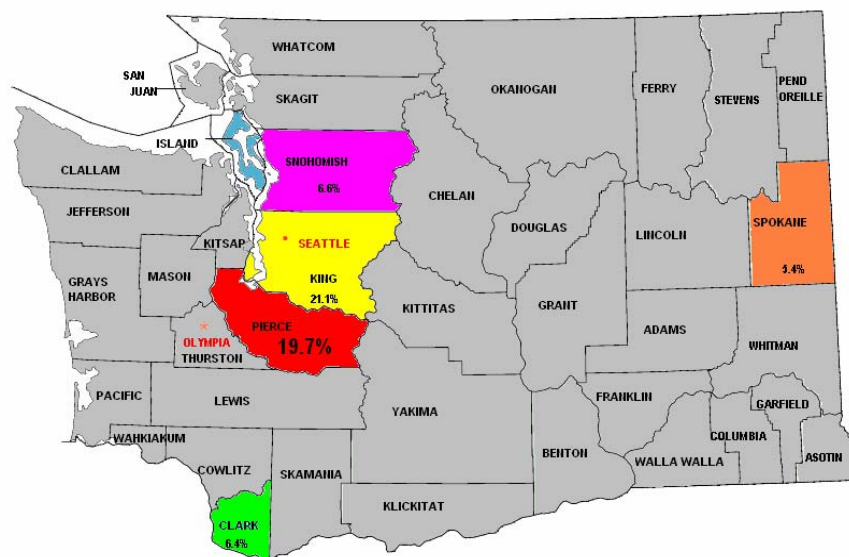 WHATCOM
SAN
JUAN
SKAGIT
ISLAND
SNOHOMISH
6.6%
OKANOGAN
FERRY
STEVENS
PEND
OREILLE
CLALLAM
JEFFERSON
CHELAN
DOUGLAS
LINCOLN
SPOKANE
5.4%
KITSAP
SEATTLE
KING
21.1%
MASON
GRAYS
HARBOR
KITTITAS
GRANT
PIERCE
19.7%
OLYMPIA
THURSTON
ADAMS
WHITMAN
PACIFIC
LEWIS
YAKIMA
FRANKLIN
GARFIELD
WAHKIAKUM
COWLITZ
SKAMANIA
BENTON
WALLA WALLA
COLUMBIA
ASOTIN
KLICKITAT
CLARK
6.4%